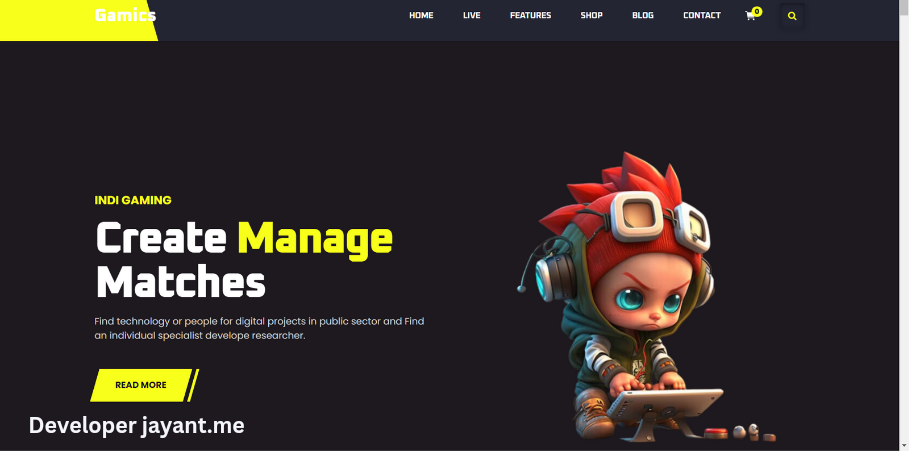 Gamics
HOME LIVE FEATURES SHOP BLOG CONTACT 0
INDI GAMING
Create Manage
Matches
Find technology or people for digital projects in public sector and Find
an individual specialist develope researcher.
READ MORE
Developer jayant.me